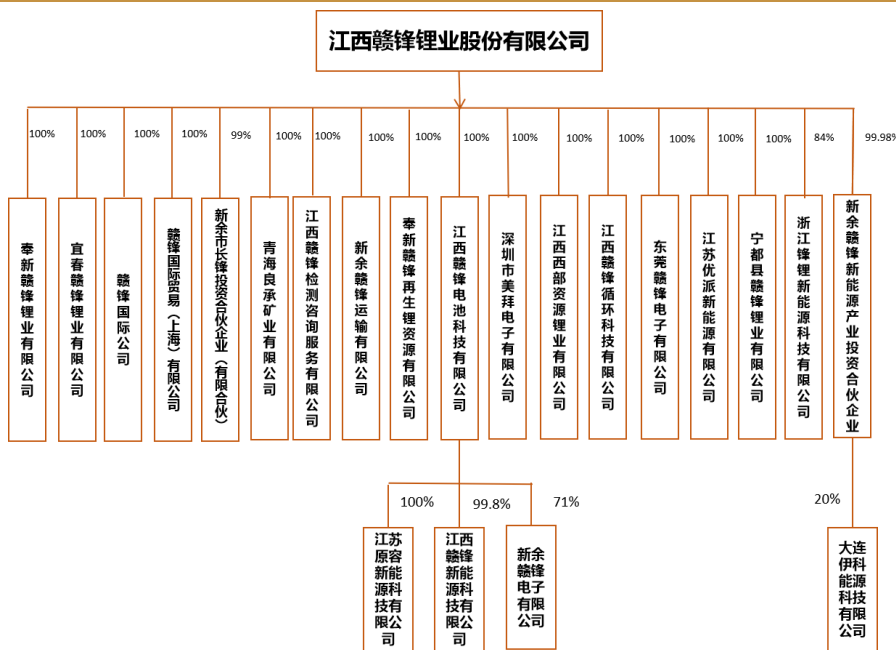 江西赣锋锂业股份有限公司
100%
100%
100%
100%
99%
100%
100%
100%
100%
100%
100%
100%
100%
100%
100%
100%
84%
99.98%
奉新赣锋锂业有限公司
宜春赣锋锂业有限公司
赣锋国际公司
赣锋国际贸易（上海）有限公司
新余市长锋投资合伙企业（有限合伙）
青海良承矿业有限公司
江西赣锋检测咨询服务有限公司
新余赣锋运输有限公司
奉新赣锋再生锂资源有限公司
江西赣锋电池科技有限公司
深圳市美拜电子有限公司
江西西部资源锂业有限公司
江西赣锋循环科技有限公司
东莞赣锋电子有限公司
江苏优派新能源有限公司
宁都县赣锋锂业有限公司
浙江锋锂新能源科技有限公司
新余赣锋新能源产业投资合伙企业
100%
99.8%
71%
20%
江苏
原容
新能
源科
技有
限公
司
江西
赣锋
新能
源科
技有
限公
司
新余
赣锋
电子
有限
公司
大连
伊科
能源
科技
有限
公司